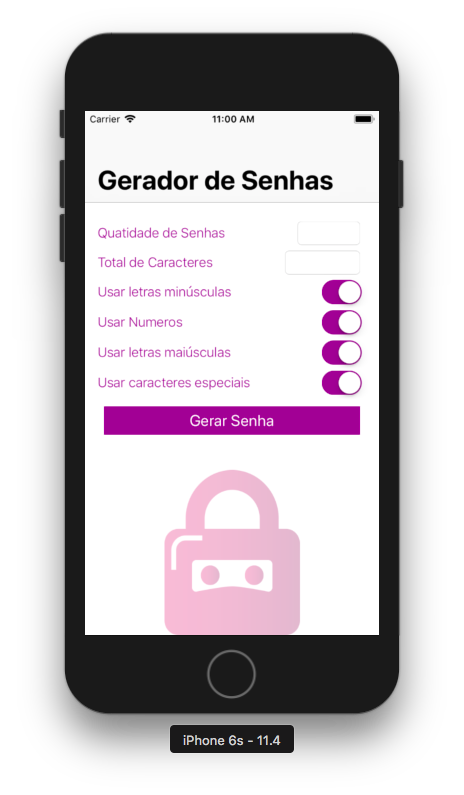 Carrier 11:00 AM
Gerador de Senhas
Quatidade de Senhas
Total de Caracteres
Usar letras minúsculas
Usar Numeros
Usar letras maiúsculas
Usar caracteres especiais
Gerar Senha
iPhone 6s - 11.4